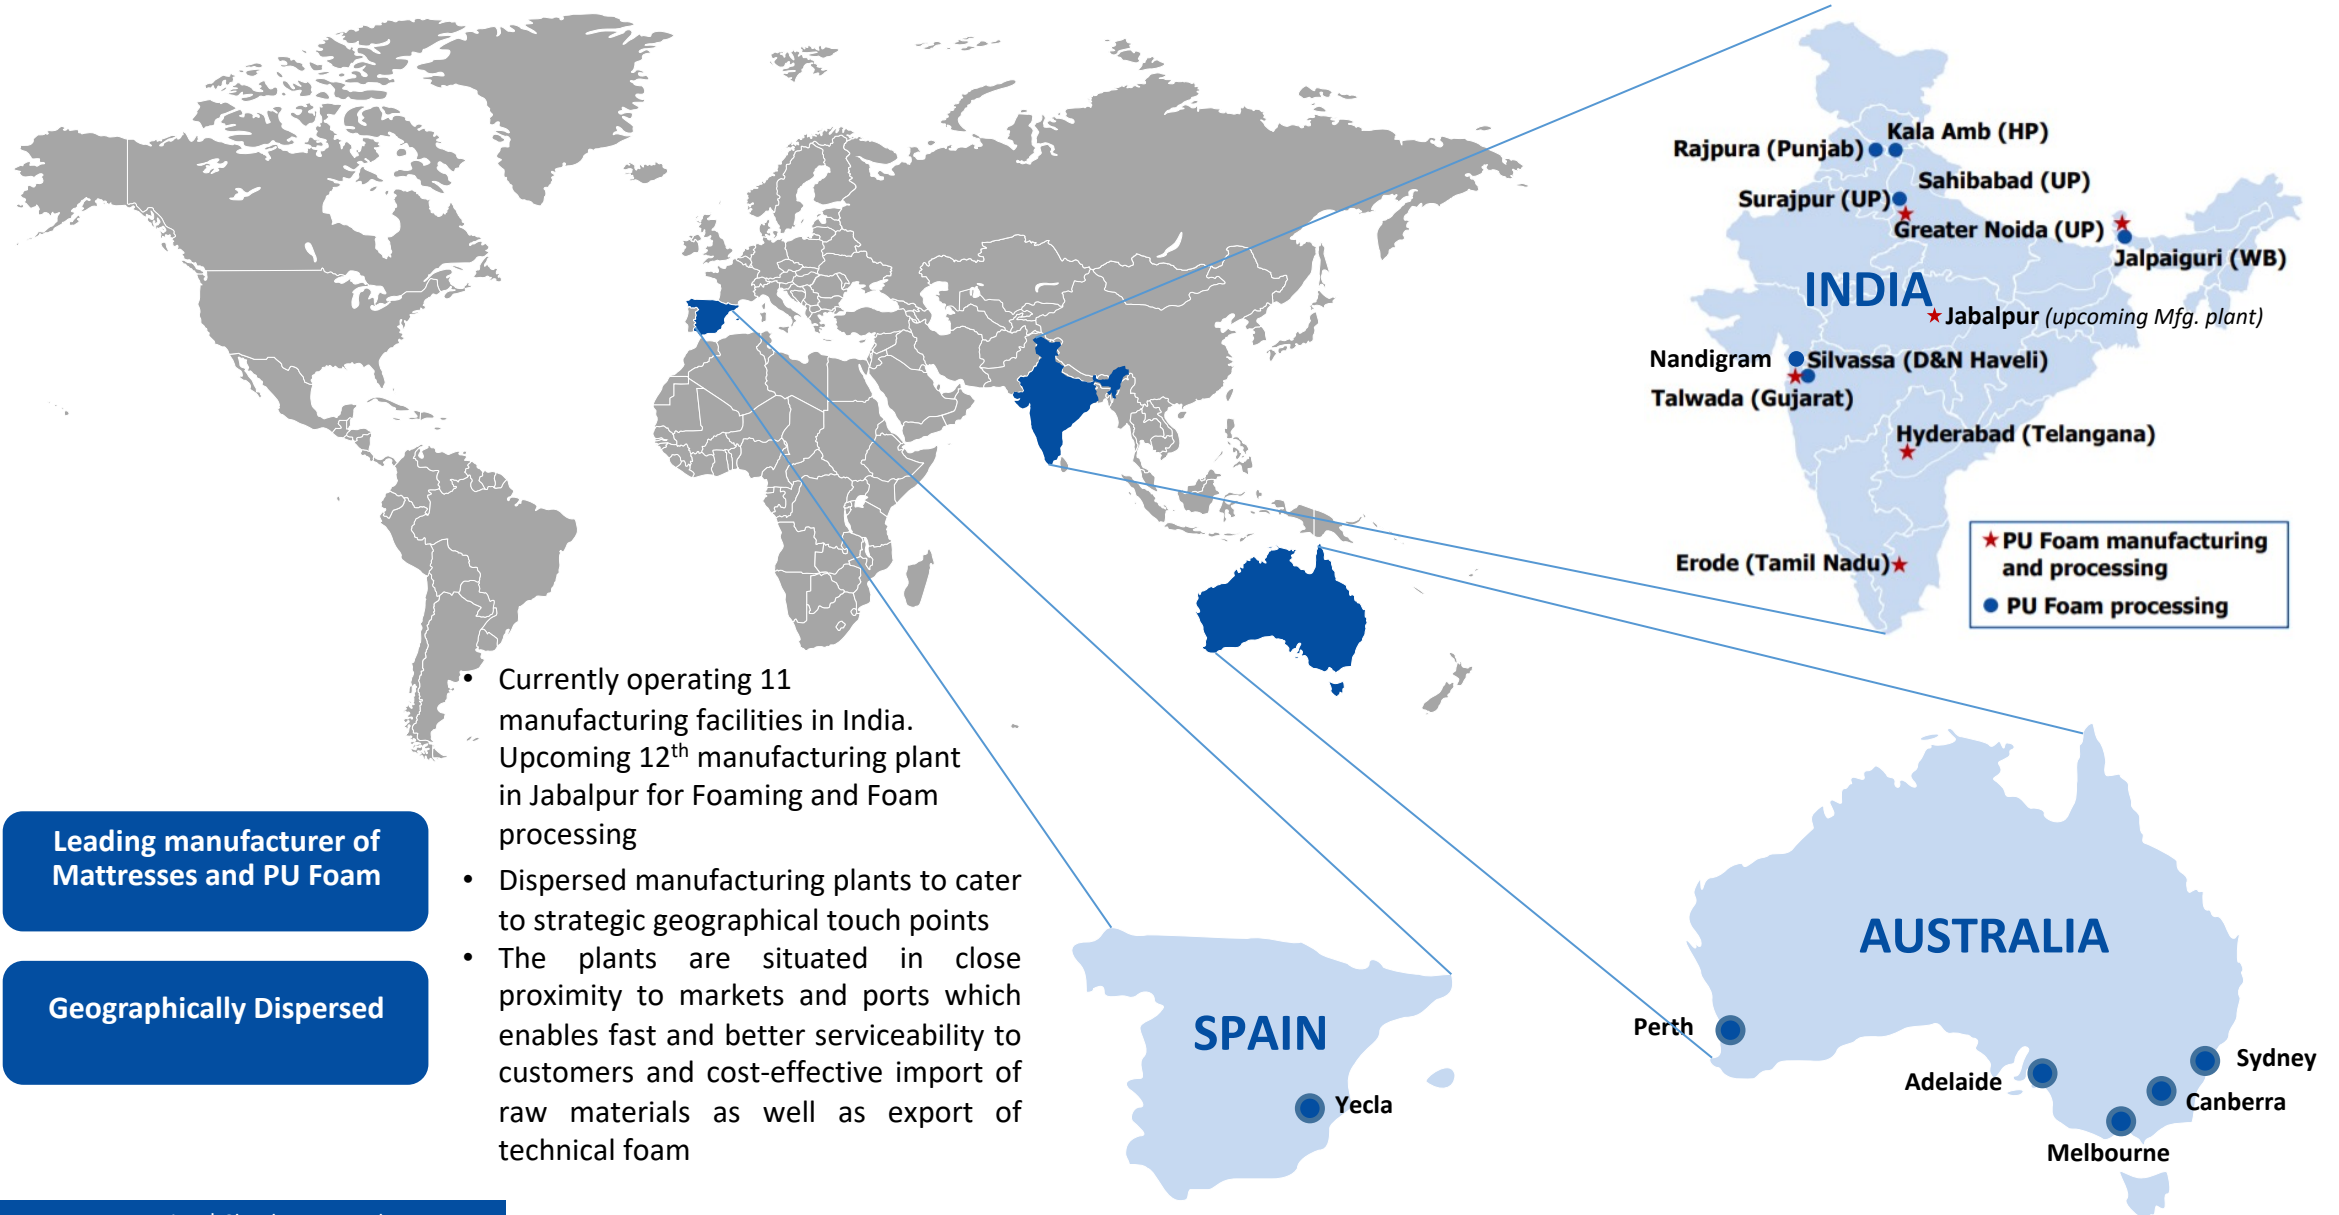 Kala Amb (HP)
Rajpura (Punjab)
Sahibabad (UP)
Surajpur (UP)
Greater Noida (UP)
Jalpaiguri (WB)
INDIA
Jabalpur (upcoming Mfg. plant)
Nandigram
Silvassa (D&N Haveli)
Talwada (Gujarat)
Hyderabad (Telangana)
Erode (Tamil Nadu)
PU Foam manufacturing
and processing
PU Foam processing
• Currently operating 11
manufacturing facilities in India.
Upcoming 12th manufacturing plant
in Jabalpur for Foaming and Foam
processing
• Dispersed manufacturing plants to cater
to strategic geographical touch points
• The plants are situated in close
proximity to markets and ports which
enables fast and better serviceability to
customers and cost-effective import of
raw materials as well as export of
technical foam
Leading manufacturer of
Mattresses and PU Foam
Geographically Dispersed
SPAIN
Yecla
AUSTRALIA
Perth
Adelaide
Sydney
Canberra
Melbourne